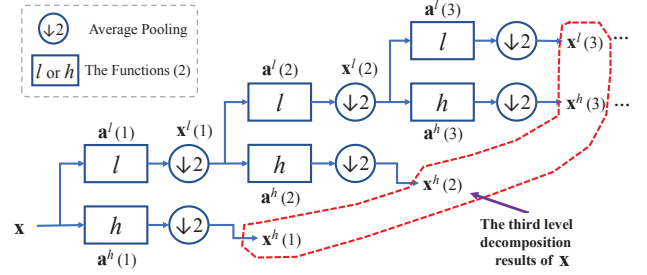 ↓2 Average Pooling
l or h The Functions (2)
a^l(3)
l ↓2 x^l(3) ...
a^l(2) x^l(2)
l ↓2 h ↓2 x^h(3) ...
a^h(3)
a^l(1) x^l(1)
l ↓2 h ↓2 x^h(2)
a^h(2)
x h ↓2 x^h(1)
a^h(1)
The third level
decomposition
results of x